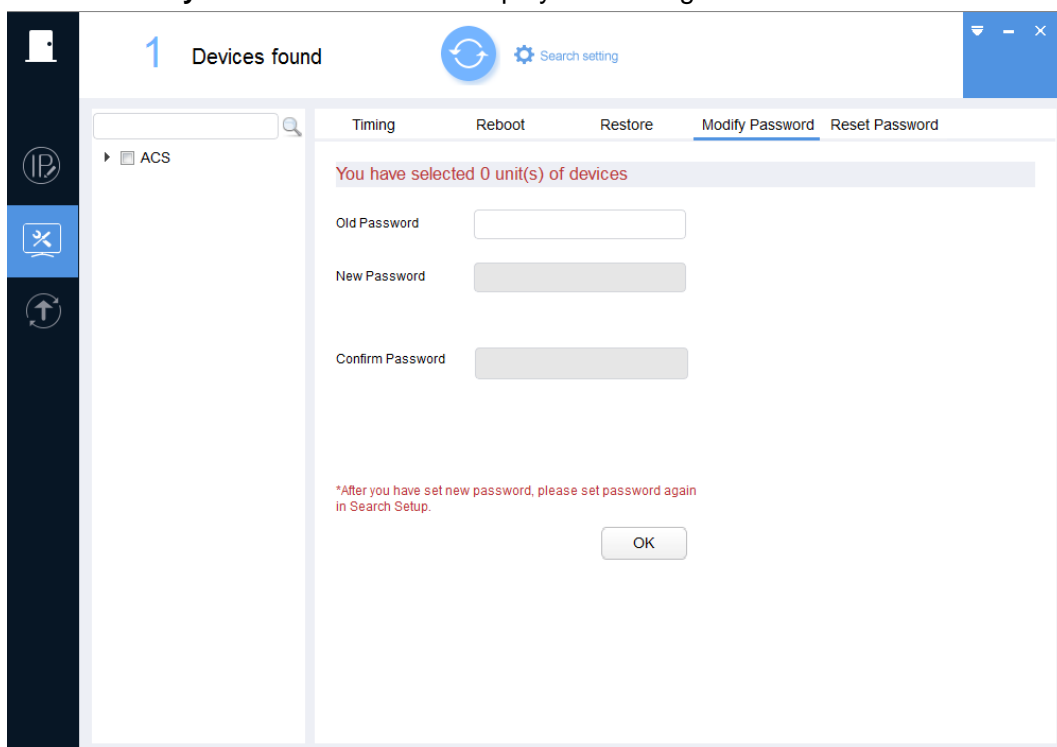 1 Devices found
Search setting
Timing Reboot Restore Modify Password Reset Password
ACS
You have selected 0 unit(s) of devices
Old Password
New Password
Confirm Password
*After you have set new password, please set password again
in Search Setup.
OK
IP